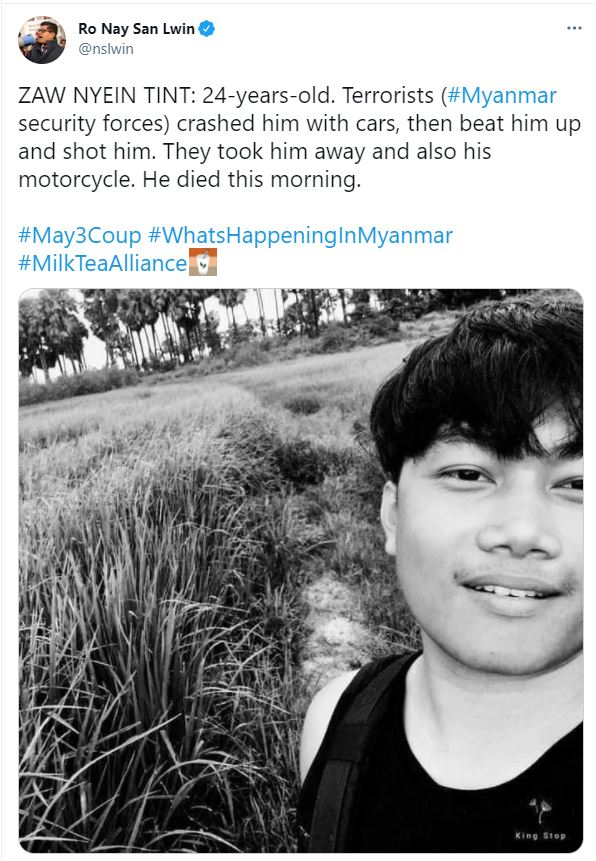 Ro Nay San Lwin
@nslwin
ZAW NYEIN TINT: 24-years-old. Terrorists (#Myanmar
security forces) crashed him with cars, then beat him up
and shot him. They took him away and also his
motorcycle. He died this morning.
#May3Coup #WhatsHappeningInMyanmar
#MilkTeaAlliance
King Stop